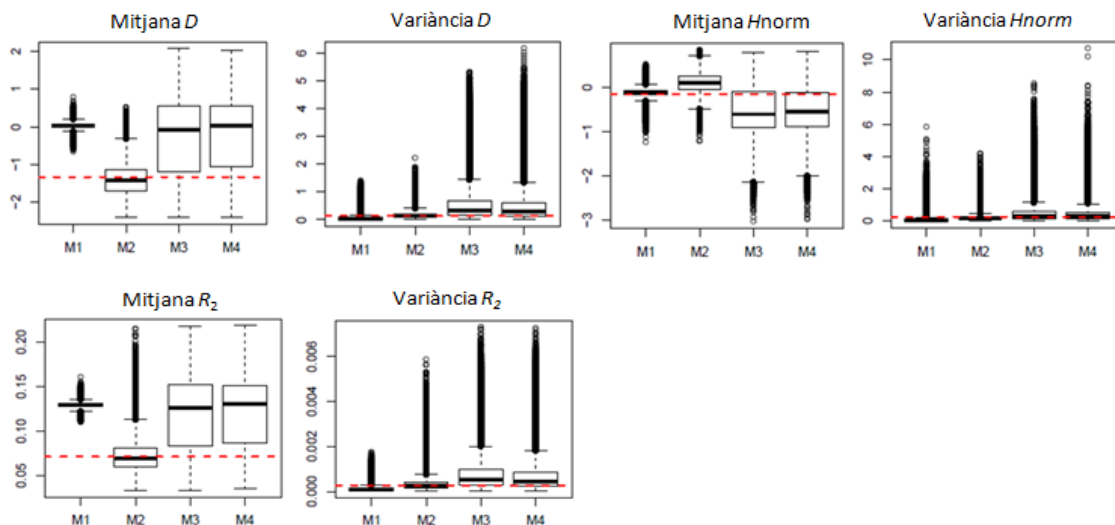 Mitjana D
Variància D
Mitjana Hnorm
Variància Hnorm
2
1
0
−1
−2
M1 M2 M3 M4
6
5
4
3
2
1
0
M1 M2 M3 M4
0
−1
−2
−3
M1 M2 M3 M4
10
8
6
4
2
0
M1 M2 M3 M4
Mitjana R2
Variància R2
0.20
0.15
0.10
0.05
M1 M2 M3 M4
0.006
0.004
0.002
0.000
M1 M2 M3 M4